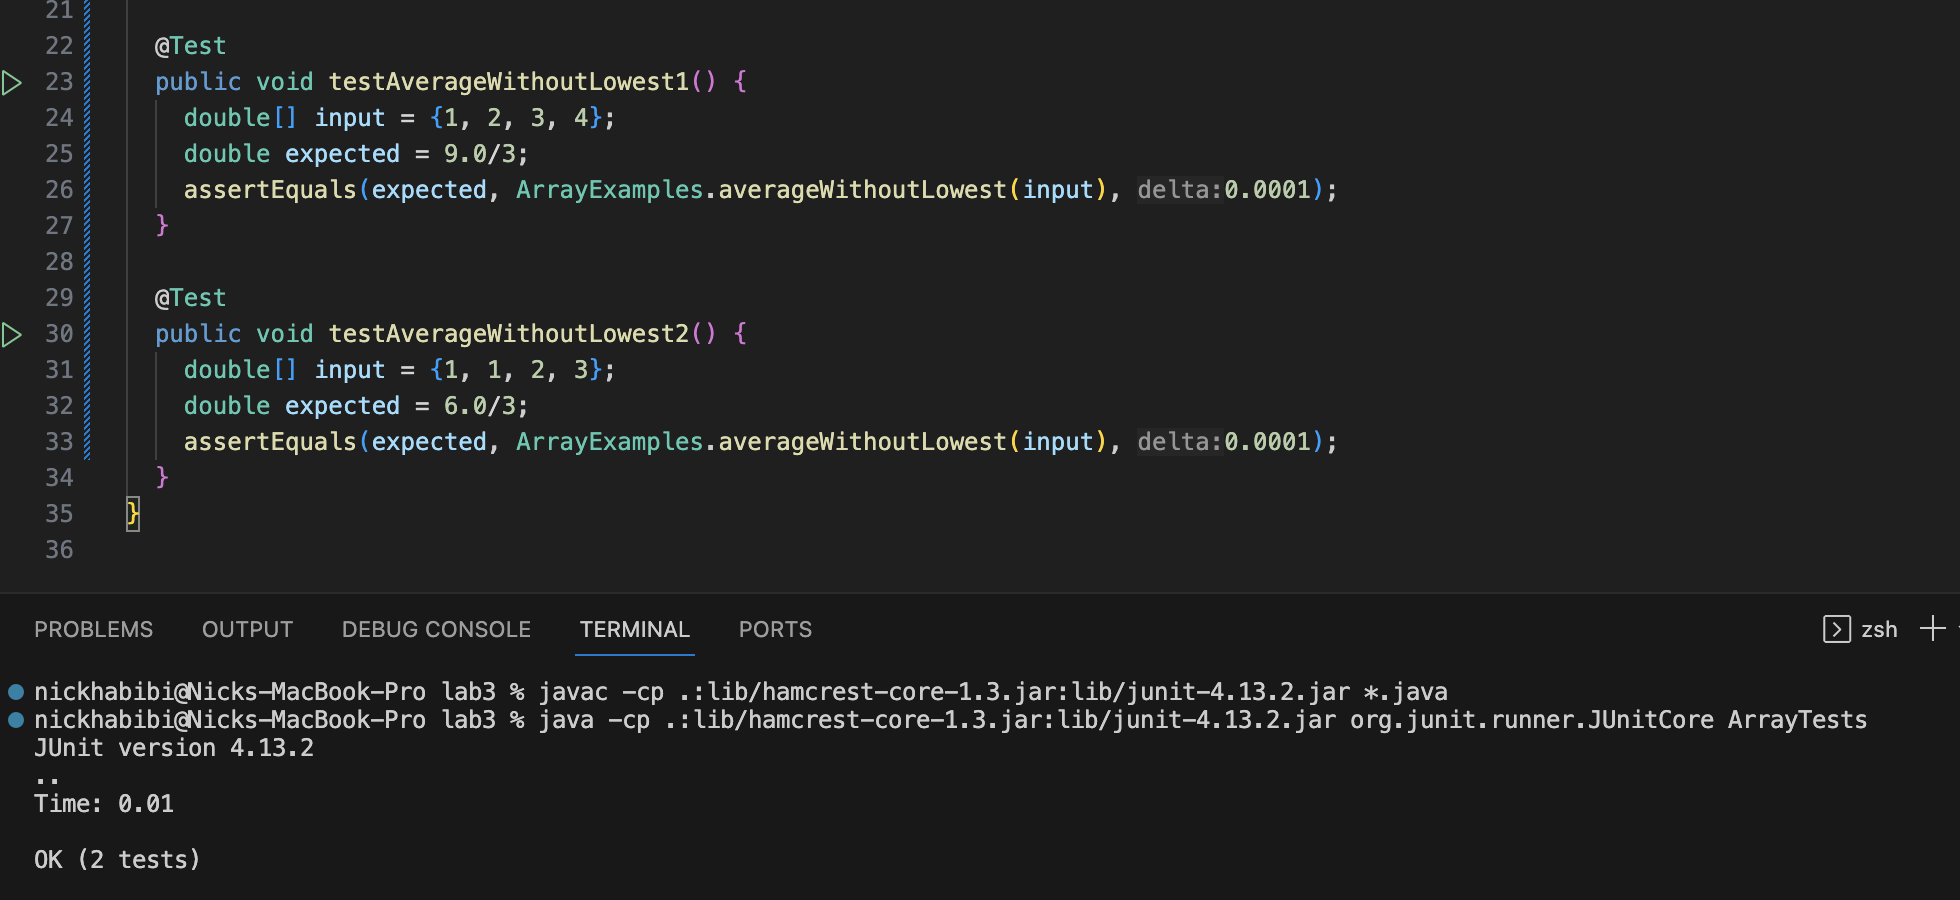 21
22 @Test
23 public void testAverageWithoutLowest1() {
24 double[] input = {1, 2, 3, 4};
25 double expected = 9.0/3;
26 assertEquals(expected, ArrayExamples.averageWithoutLowest(input), delta:0.0001);
27 }
28
29 @Test
30 public void testAverageWithoutLowest2() {
31 double[] input = {1, 1, 2, 3};
32 double expected = 6.0/3;
33 assertEquals(expected, ArrayExamples.averageWithoutLowest(input), delta:0.0001);
34 }
35 }
36
PROBLEMS OUTPUT DEBUG CONSOLE TERMINAL PORTS zsh
nickhabibi@Nicks-MacBook-Pro lab3 % javac -cp .:lib/hamcrest-core-1.3.jar:lib/junit-4.13.2.jar *.java
nickhabibi@Nicks-MacBook-Pro lab3 % java -cp .:lib/hamcrest-core-1.3.jar:lib/junit-4.13.2.jar org.junit.runner.JUnitCore ArrayTests
JUnit version 4.13.2
..
Time: 0.01
OK (2 tests)